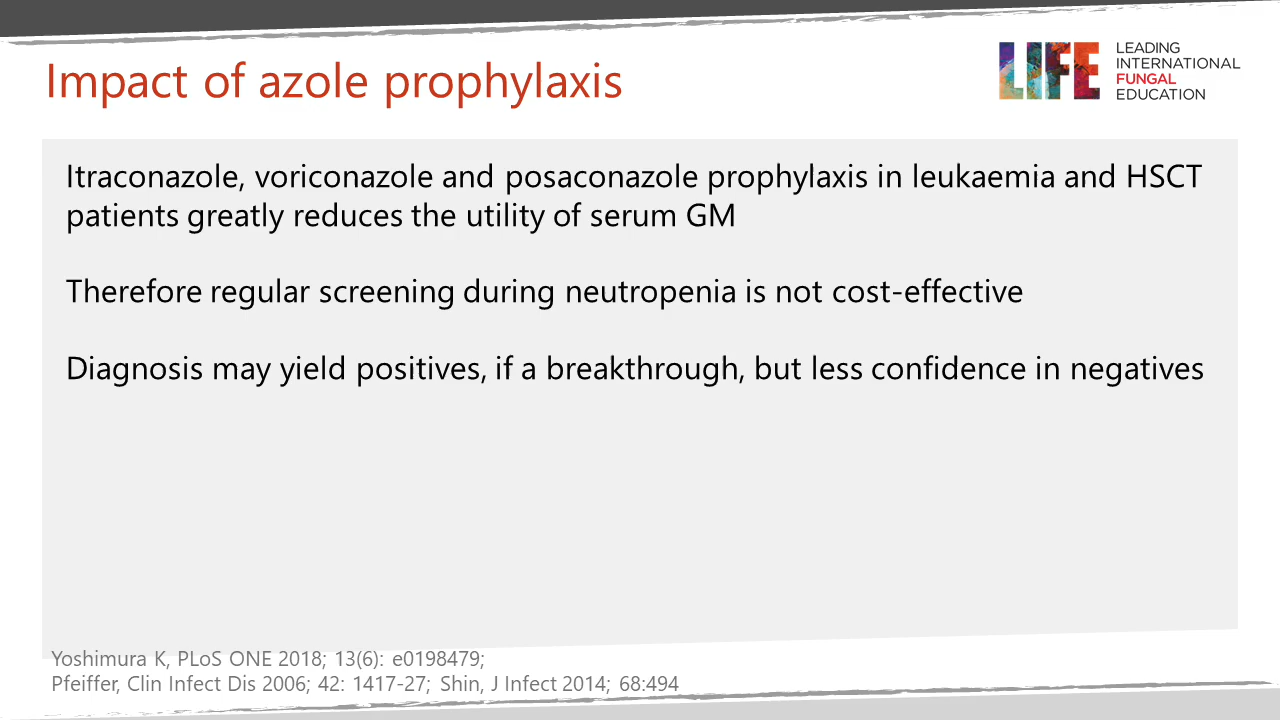 Impact of azole prophylaxis
LIFE
LEADING
INTERNATIONAL
FUNGAL
EDUCATION
Itraconazole, voriconazole and posaconazole prophylaxis in leukaemia and HSCT
patients greatly reduces the utility of serum GM
Therefore regular screening during neutropenia is not cost-effective
Diagnosis may yield positives, if a breakthrough, but less confidence in negatives
Yoshimura K, PLoS ONE 2018; 13(6): e0198479;
Pfeiffer, Clin Infect Dis 2006; 42: 1417-27; Shin, J Infect 2014; 68:494